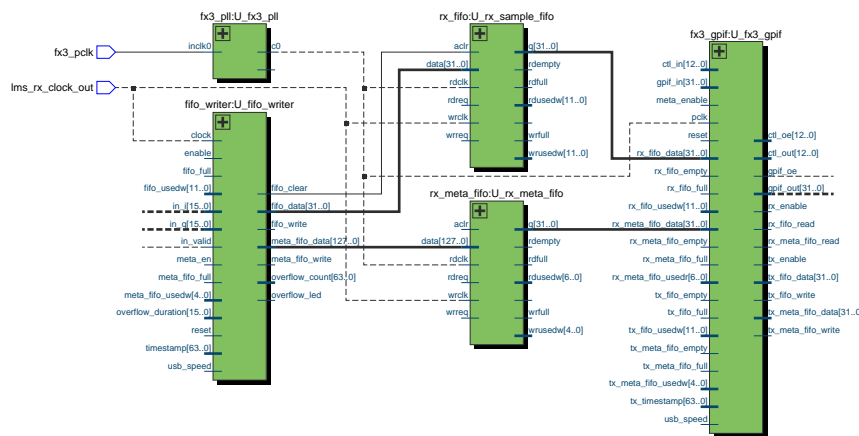 fx3_pll:U_fx3_pll
inclk0
c0
fx3_pclk
lms_rx_clock_out
fifo_writer:U_fifo_writer
clock
enable
fifo_full
fifo_usedw[11..0]
in_i[15..0]
in_q[15..0]
in_valid
meta_en
meta_fifo_full
meta_fifo_usedw[4..0]
overflow_duration[15..0]
reset
timestamp[63..0]
usb_speed
fifo_clear
fifo_data[31..0]
fifo_write
meta_fifo_data[127..0]
meta_fifo_write
overflow_count[63..0]
overflow_led
rx_fifo:U_rx_sample_fifo
aclr
data[31..0]
rdclk
rdreq
wrclk
wrreq
q[31..0]
rdempty
rdfull
rdusedw[11..0]
wrfull
wrusedw[11..0]
rx_meta_fifo:U_rx_meta_fifo
aclr
data[127..0]
rdclk
rdreq
wrclk
wrreq
q[31..0]
rdempty
rdfull
rdusedw[6..0]
wrfull
wrusedw[4..0]
fx3_gpif:U_fx3_gpif
ctl_in[12..0]
gpif_in[31..0]
meta_enable
pclk
reset
rx_fifo_data[31..0]
rx_fifo_empty
rx_fifo_full
rx_fifo_usedw[11..0]
rx_meta_fifo_data[31..0]
rx_meta_fifo_empty
rx_meta_fifo_full
rx_meta_fifo_usedr[6..0]
tx_fifo_empty
tx_fifo_full
tx_fifo_usedw[11..0]
tx_meta_fifo_empty
tx_meta_fifo_full
tx_meta_fifo_usedw[4..0]
tx_timestamp[63..0]
usb_speed
ctl_oe[12..0]
ctl_out[12..0]
gpif_oe
gpif_out[31..0]
rx_enable
rx_fifo_read
rx_meta_fifo_read
tx_enable
tx_fifo_data[31..0]
tx_fifo_write
tx_meta_fifo_data[31..0]
tx_meta_fifo_write